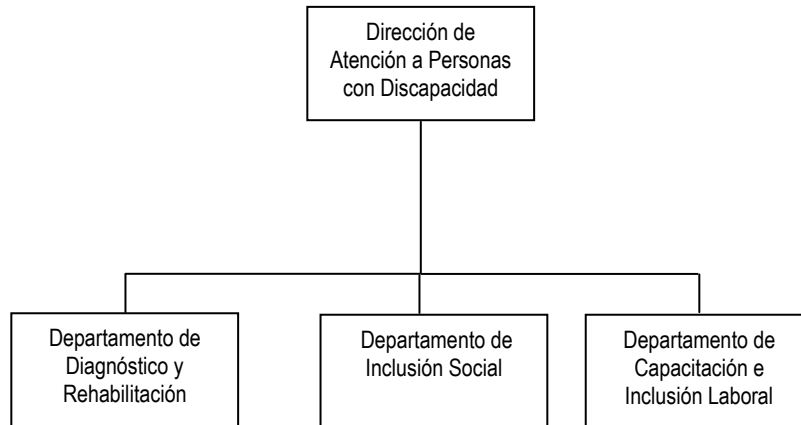 Dirección de
Atención a Personas
con Discapacidad
Departamento de
Diagnóstico y
Rehabilitación
Departamento de
Inclusión Social
Departamento de
Capacitación e
Inclusión Laboral